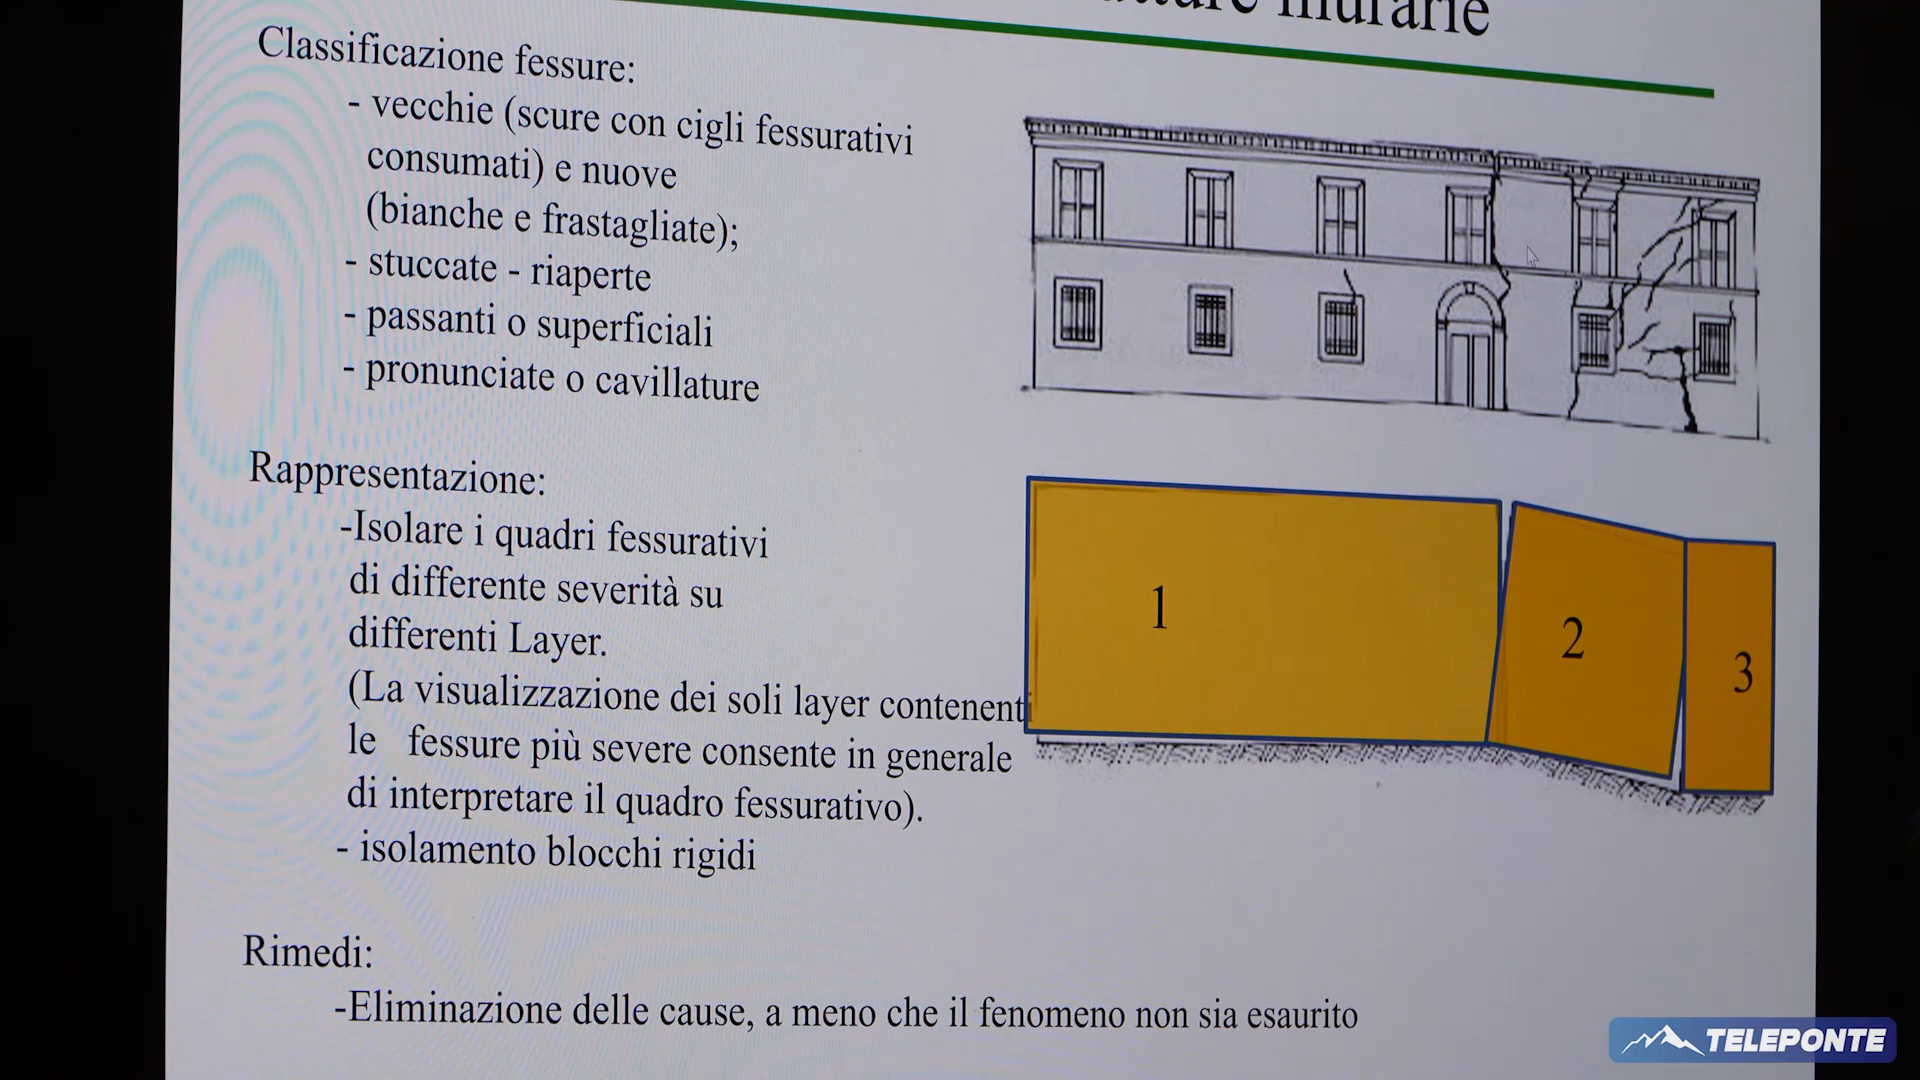 murarie
Classificazione fessure:
- vecchie (scure con cigli fessurativi
consumati) e nuove
(bianche e frastagliate);
- stuccate - riaperte
- passanti o superficiali
- pronunciate o cavillature
Rappresentazione:
-Isolare i quadri fessurativi
di differente severità su
differenti Layer.
(La visualizzazione dei soli layer contenenti
le fessure più severe consente in generale
di interpretare il quadro fessurativo).
- isolamento blocchi rigidi
1
2
3
Rimedi:
-Eliminazione delle cause, a meno che il fenomeno non sia esaurito
TELEPONTE